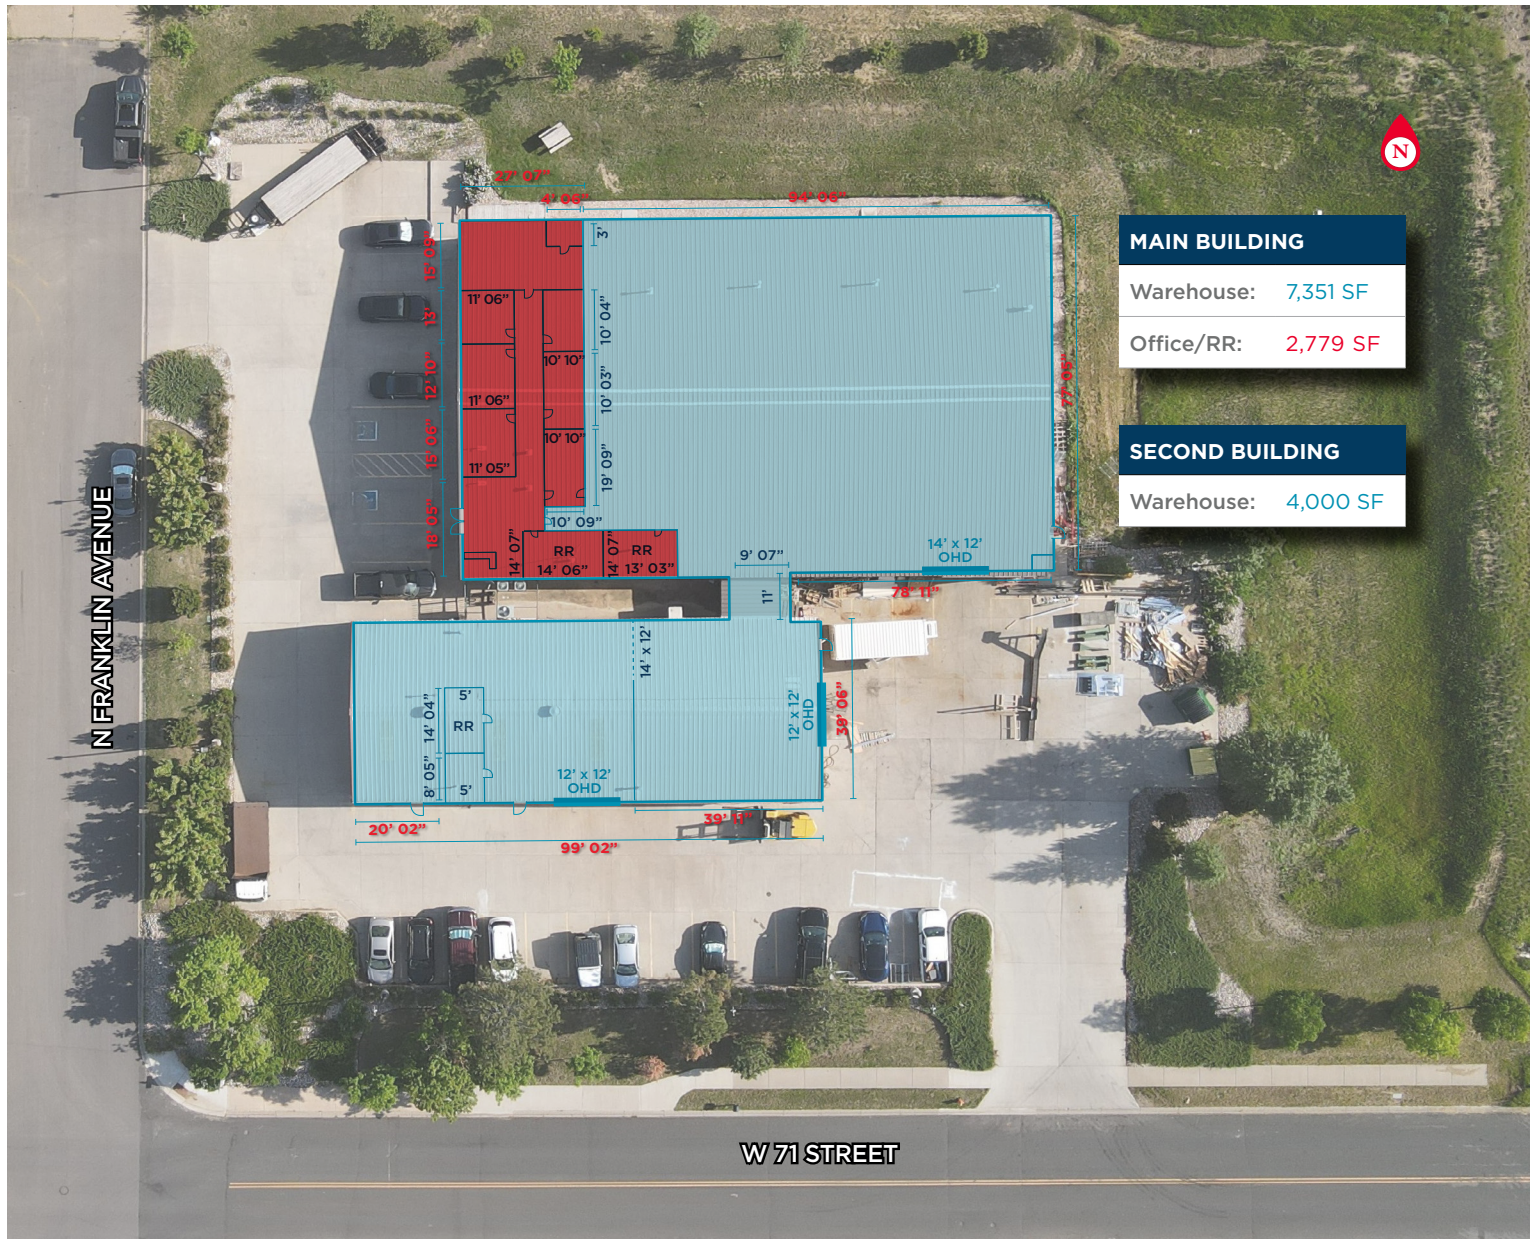 N
27' 07"
4' 06"
94' 06"
3'
15' 09"
13'
12' 10"
15' 06"
18' 05"
11' 06"
10' 04"
10' 10"
11' 06"
10' 03"
10' 10"
11' 05"
19' 09"
10' 09"
14' 07"
RR
14' 06"
14' 07"
RR
13' 03"
9' 07"
11'
14' x 12'
OHD
78' 11"
MAIN BUILDING
Warehouse: 7,351 SF
Office/RR: 2,779 SF
SECOND BUILDING
Warehouse: 4,000 SF
N FRANKLIN AVENUE
14' x 12'
5'
14' 04"
RR
8' 05"
5'
12' x 12'
OHD
12' x 12'
OHD
39' 06"
20' 02"
39' 11"
99' 02"
W 71 STREET